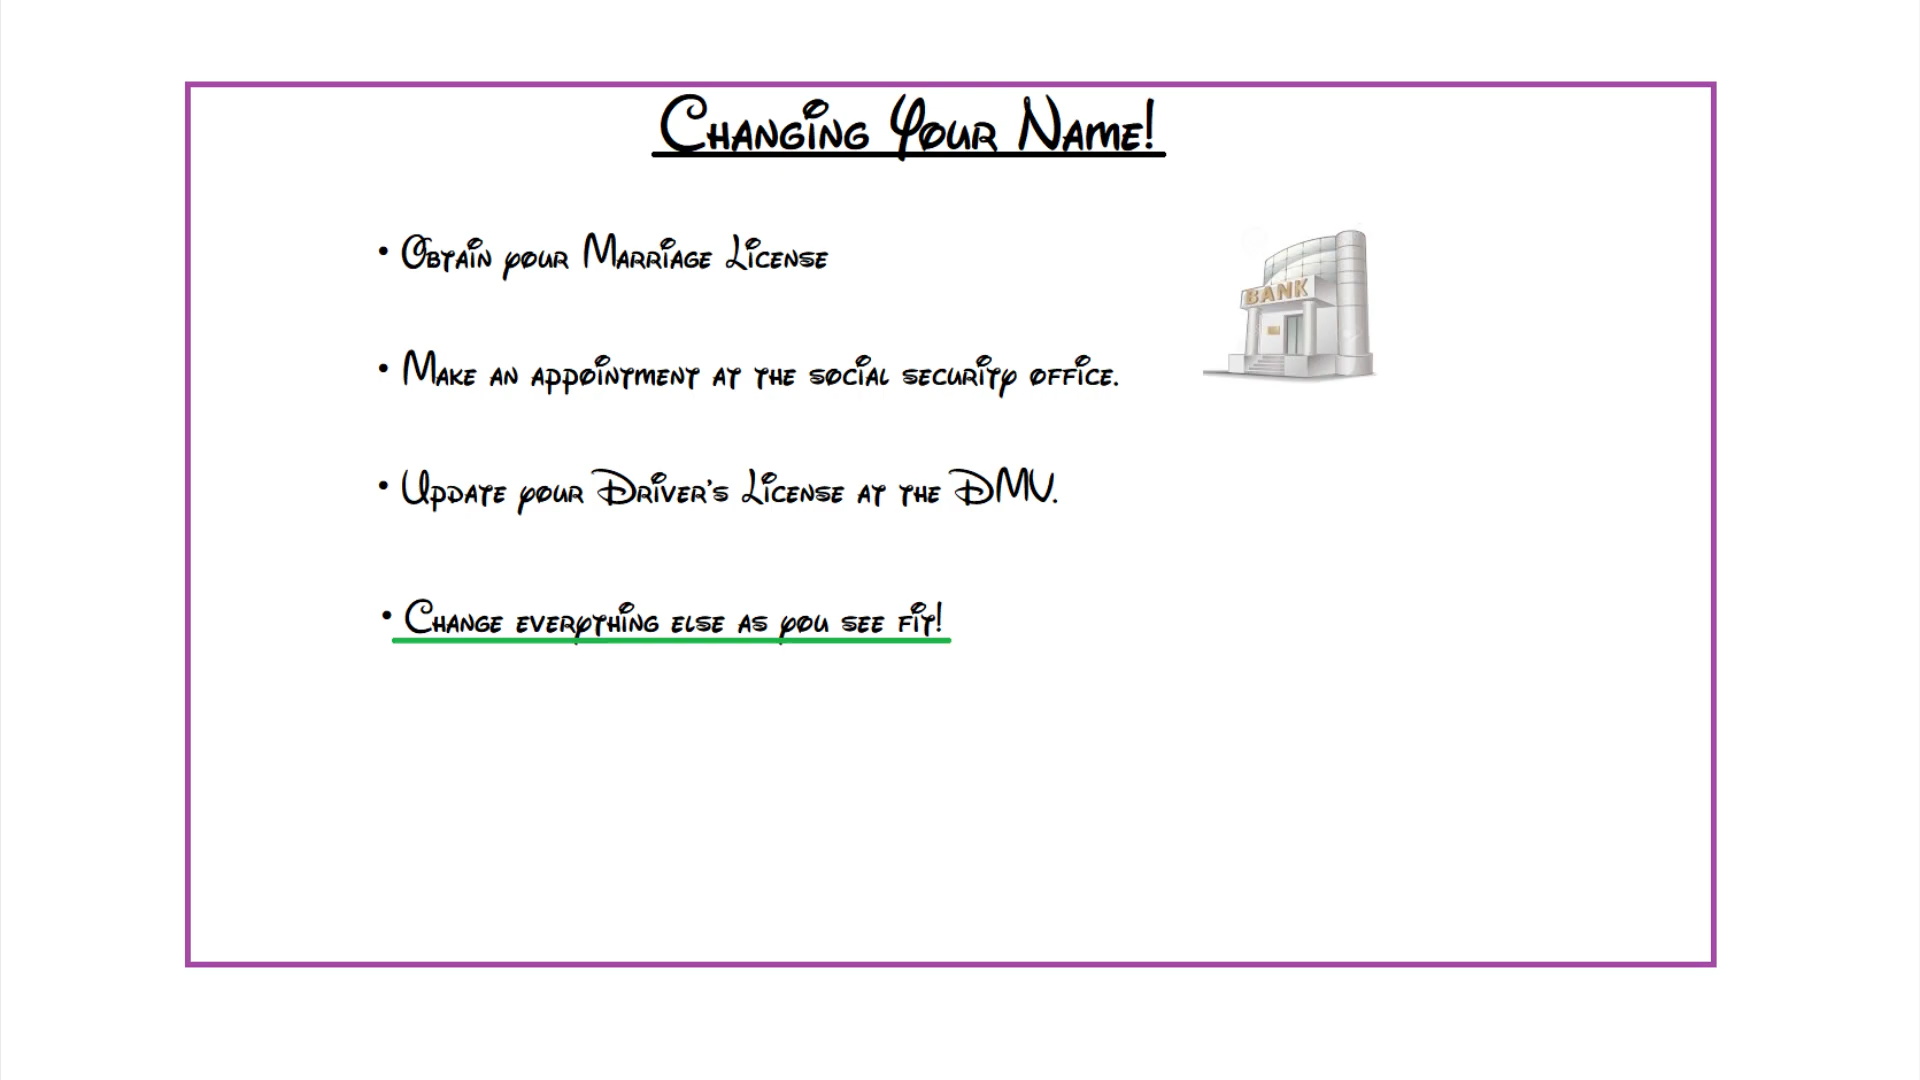 Changing Your Name!
• Obtain your Marriage License
BANK
• Make an appointment at the social security office.
• Update your Driver's License at the DMV.
• Change everything else as you see fit!